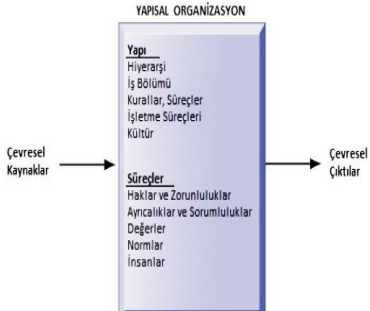 YAPISAL ORGANİZASYON
Yapı
Hiyerarşi
İş Bölümü
Kurallar, Süreçler
İşletme Süreçleri
Kültür
Çevresel
Kaynaklar
Çevresel
Çıktılar
Süreçler
Haklar ve Zorunluluklar
Ayrıcalıklar ve Sorumluluklar
Değerler
Normlar
İnsanlar